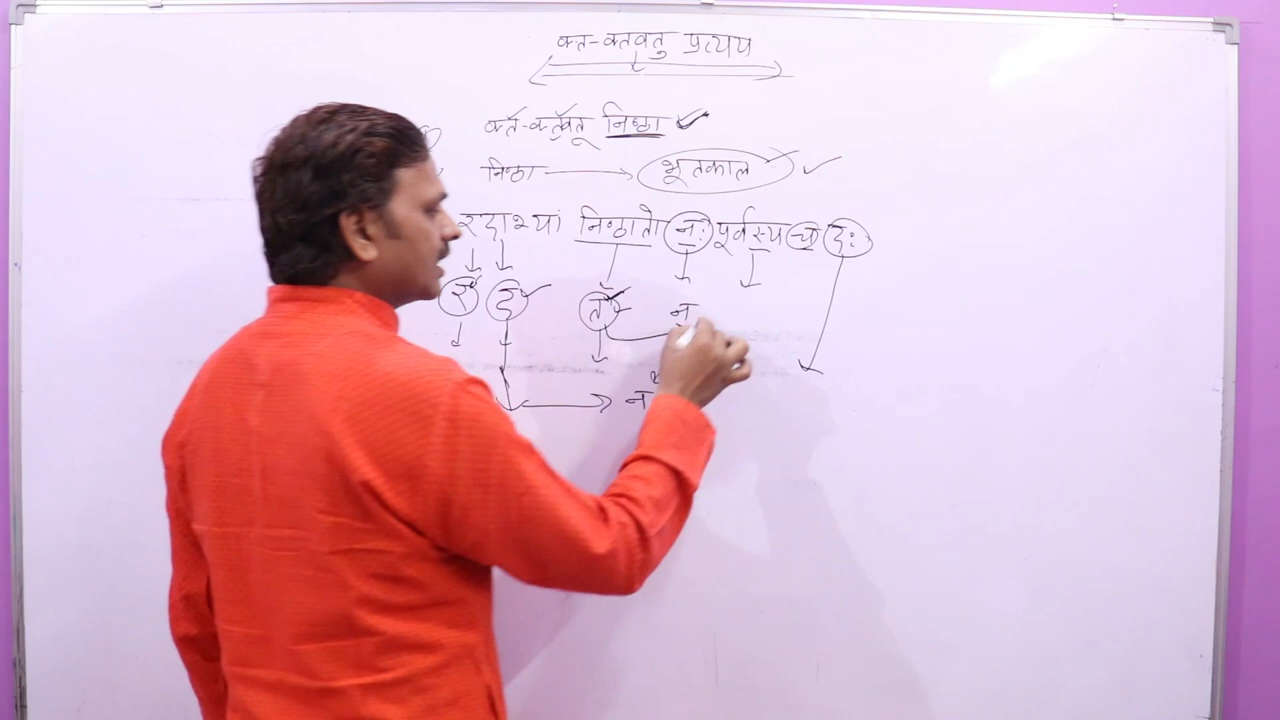 क्त-क्तवतु प्रत्यय
क्त-क्तवतू निष्ठा
निष्ठा भूतकाल
रदाभ्यां निष्ठातो नः पूर्वस्य च दः
र् द् त् न्
न